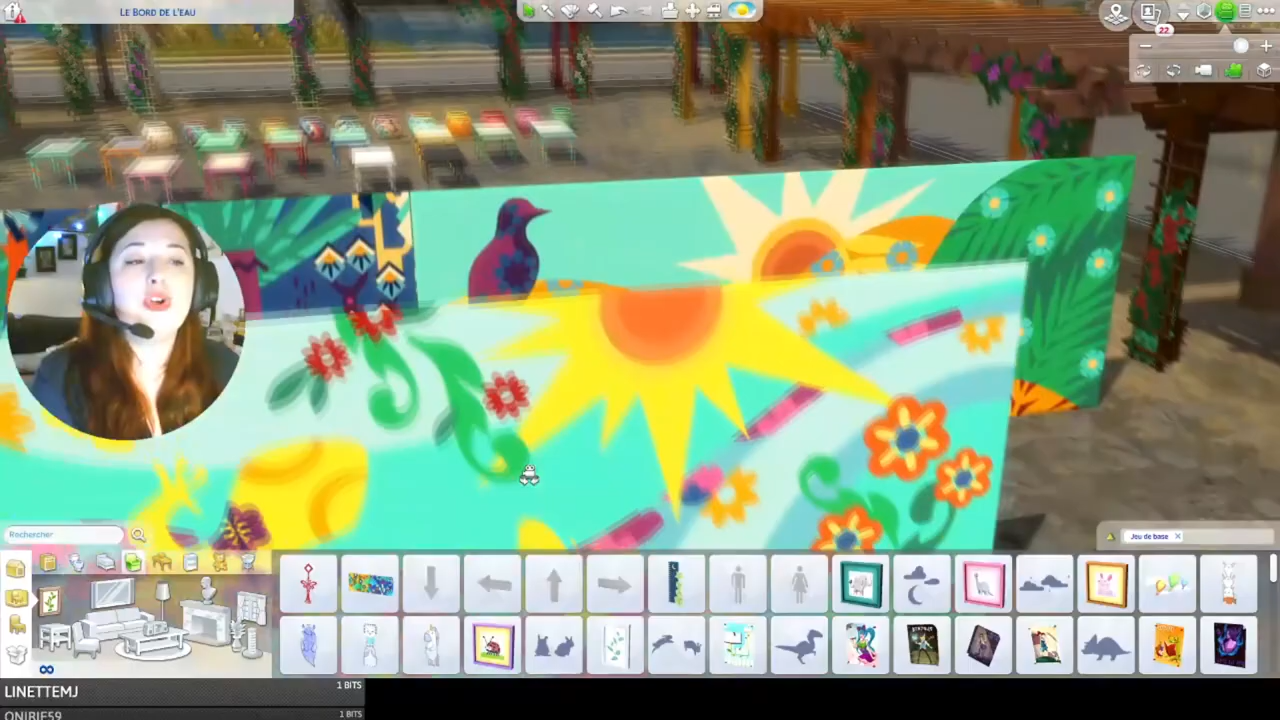 LE BORD DE L'EAU
22
Rechercher
Jeu de base
LINETTEMJ
1 BITS
ONIRIE59
1 BITS